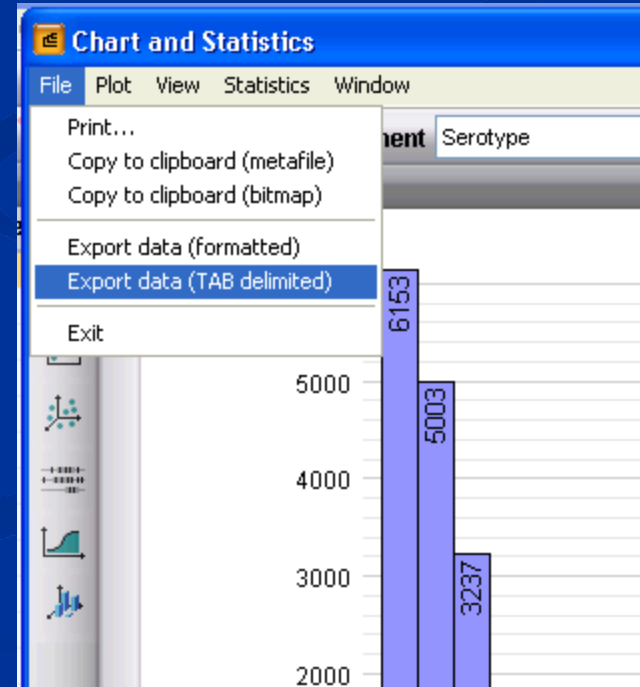 Chart and Statistics
File Plot View Statistics Window
Print...
Copy to clipboard (metafile)
Copy to clipboard (bitmap)
Export data (formatted)
Export data (TAB delimited)
Exit
Serotype
6153
5003
3237
5000
4000
3000
2000